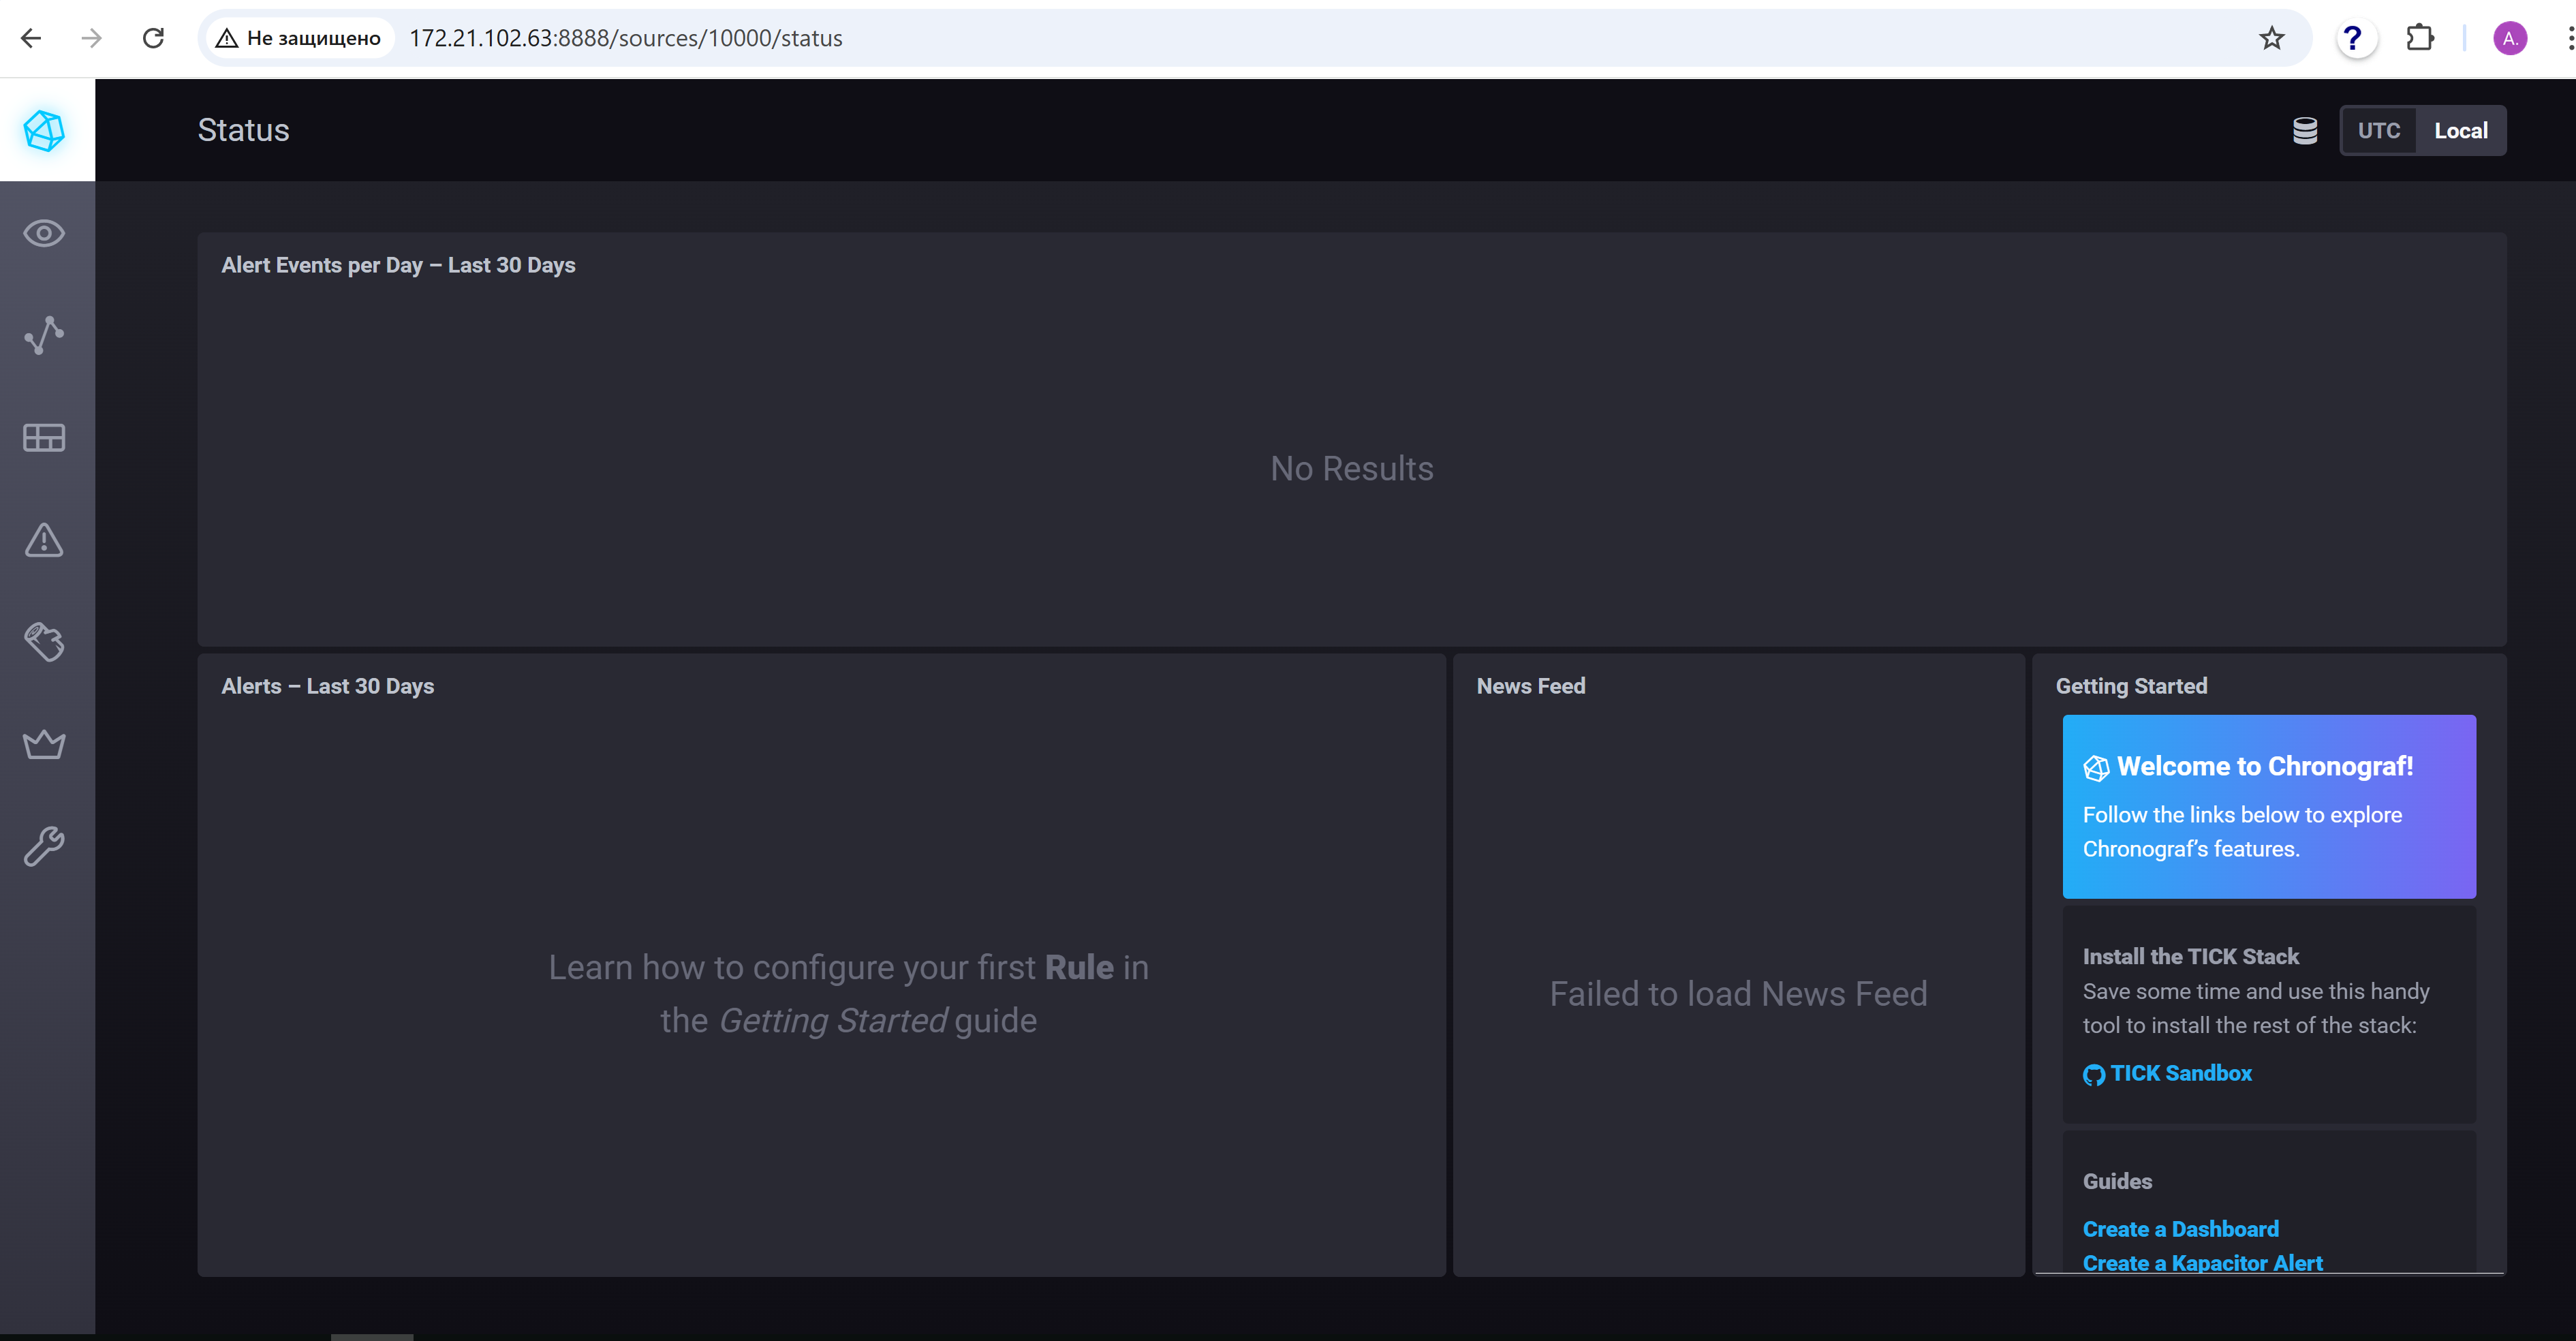 Не защищено
172.21.102.63:8888/sources/10000/status
?
A.
Status
UTC
Local
Alert Events per Day – Last 30 Days
No Results
Alerts – Last 30 Days
Learn how to configure your first Rule in
the Getting Started guide
News Feed
Failed to load News Feed
Getting Started
Welcome to Chronograf!
Follow the links below to explore
Chronograf’s features.
Install the TICK Stack
Save some time and use this handy
tool to install the rest of the stack:
TICK Sandbox
Guides
Create a Dashboard
Create a Kapacitor Alert